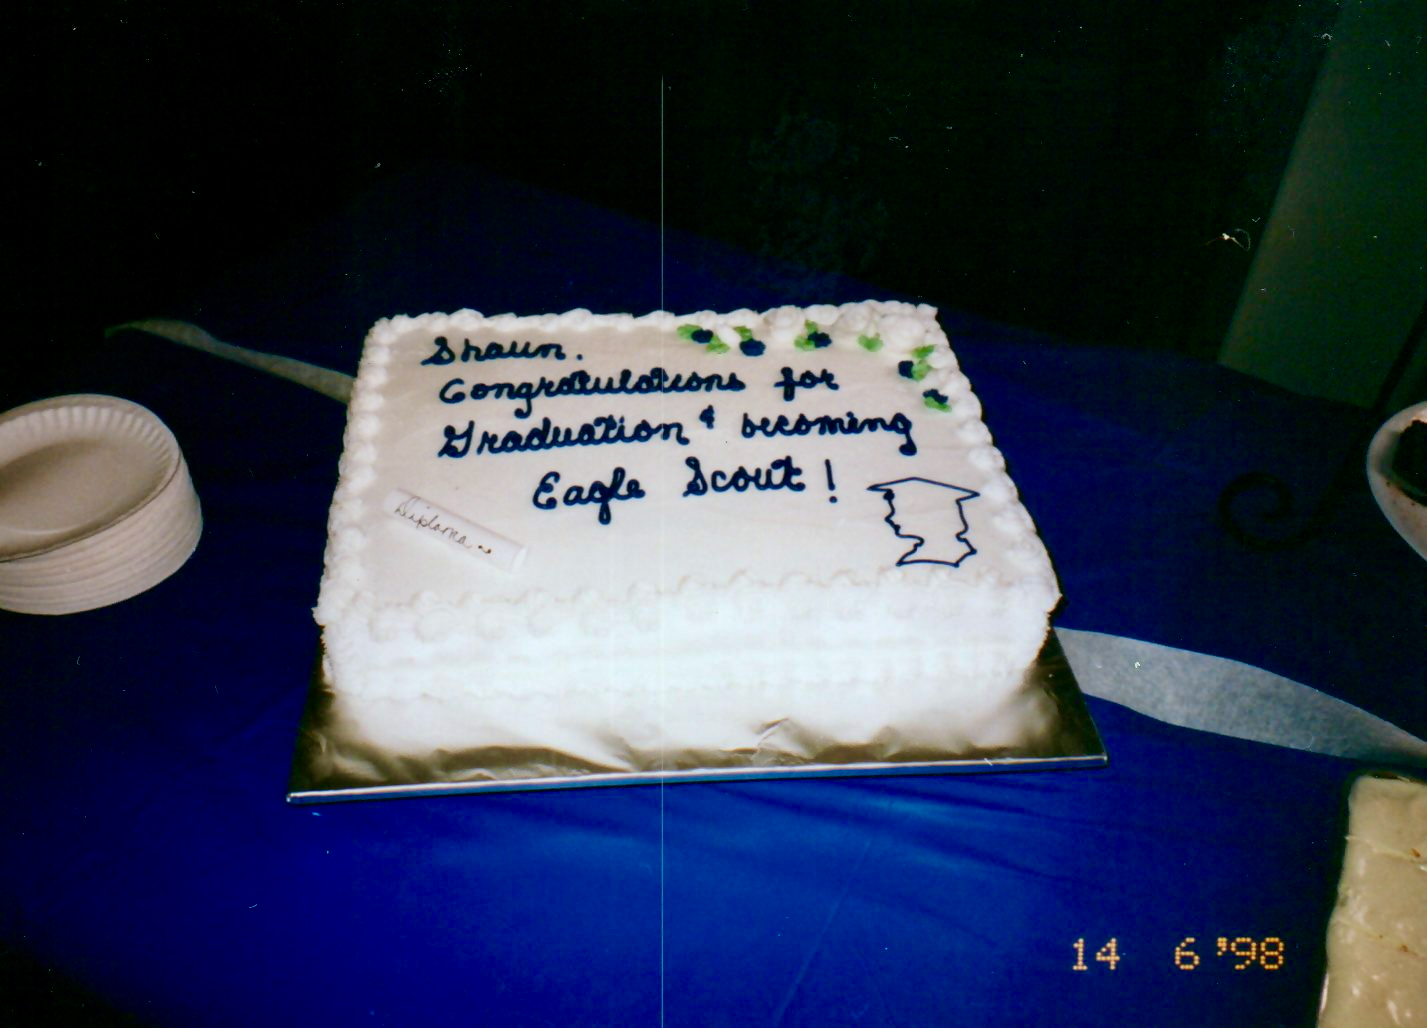 Shaun.
Congratulations for
Graduation & becoming
Eagle Scout!
Diploma
14 6 '98